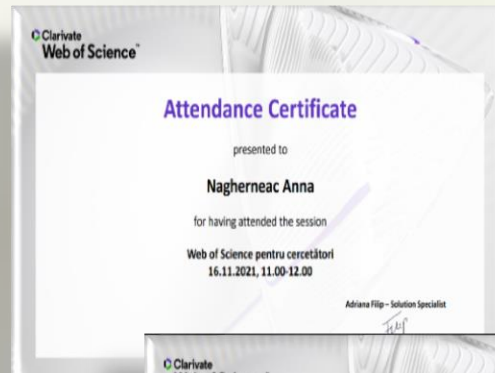 Clarivate
Web of Science™
Attendance Certificate
presented to
Nagherneac Anna
for having attended the session
Web of Science pentru cercetători
16.11.2021, 11.00-12.00
Adriana Filip – Solution Specialist
Clarivate